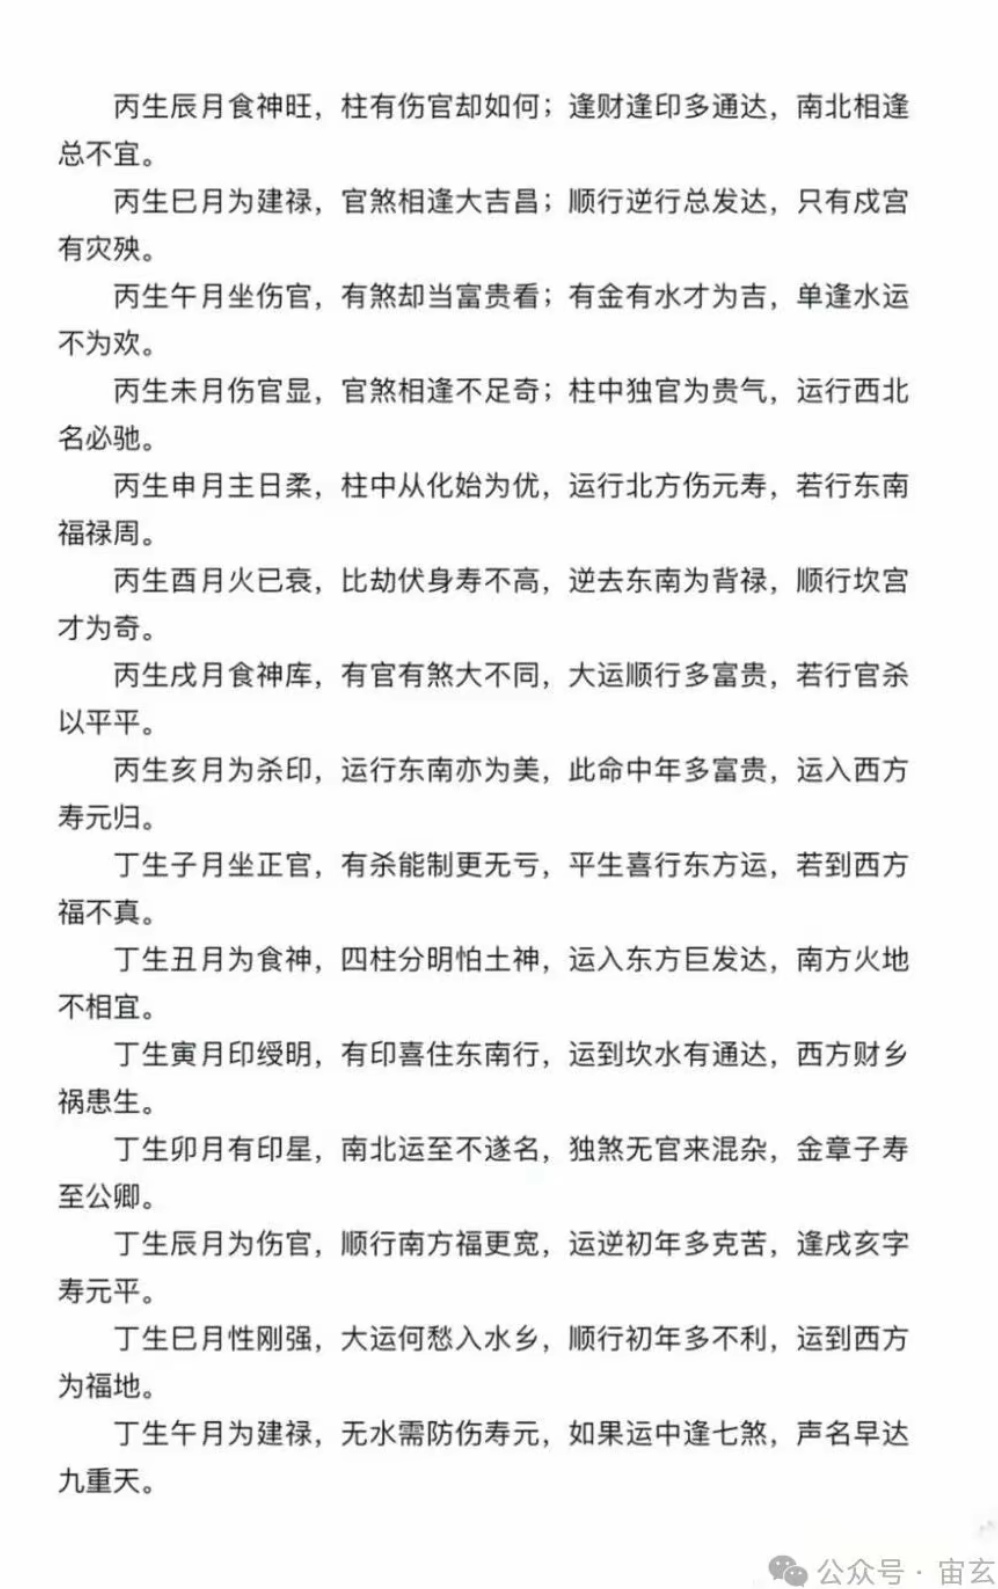 丙生辰月食神旺，柱有伤官却如何；逢财逢印多通达，南北相逢
总不宜。
丙生巳月为建禄，官煞相逢大吉昌；顺行逆行总发达，只有戍宫
有灾殃。
丙生午月坐伤官，有煞却当富贵看；有金有水才为吉，单逢水运
不为欢。
丙生未月伤官显，官煞相逢不足奇；柱中独官为贵气，运行西北
名必驰。
丙生申月主日柔，柱中从化始为优，运行北方伤元寿，若行东南
福禄周。
丙生酉月火已衰，比劫伏身寿不高，逆去东南为背禄，顺行坎宫
才为奇。
丙生戌月食神库，有官有煞大不同，大运顺行多富贵，若行官杀
以平平。
丙生亥月为杀印，运行东南亦为美，此命中年多富贵，运入西方
寿元归。
丁生子月坐正官，有杀能制更无亏，平生喜行东方运，若到西方
福不真。
丁生丑月为食神，四柱分明怕土神，运入东方巨发达，南方火地
不相宜。
丁生寅月印绶明，有印喜住东南行，运到坎水有通达，西方财乡
祸患生。
丁生卯月有印星，南北运至不遂名，独煞无官来混杂，金章子寿
至公卿。
丁生辰月为伤官，顺行南方福更宽，运逆初年多克苦，逢戌亥字
寿元平。
丁生巳月性刚强，大运何愁入水乡，顺行初年多不利，运到西方
为福地。
丁生午月为建禄，无水需防伤寿元，如果运中逢七煞，声名早达
九重天。
公众号·宙玄